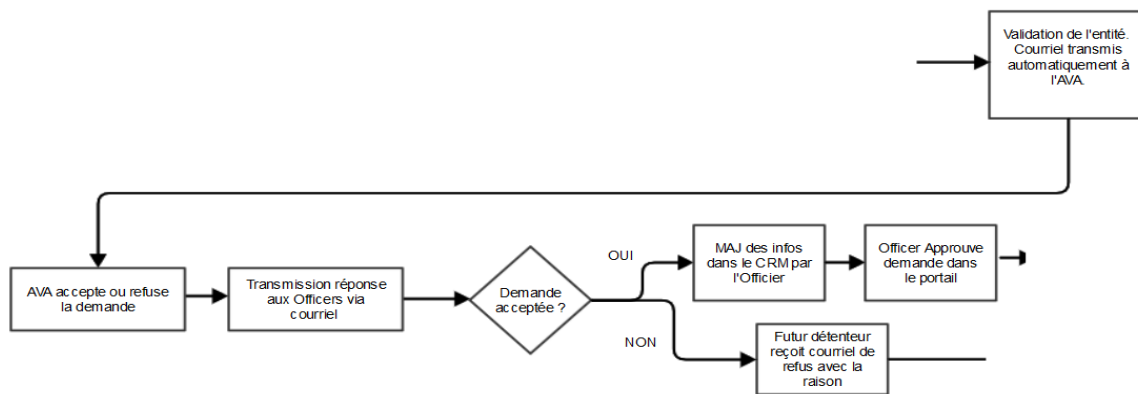 Validation de l'entité.
Courriel transmis
automatiquement à
l'AVA.
AVA accepte ou refuse
la demande
Transmission réponse
aux Officers via
courriel
Demande
acceptée ?
OUI
MAJ des infos
dans le CRM par
l'Officier
Officer Approuve
demande dans
le portail
NON
Futur détenteur
reçoit courriel de
refus avec la
raison